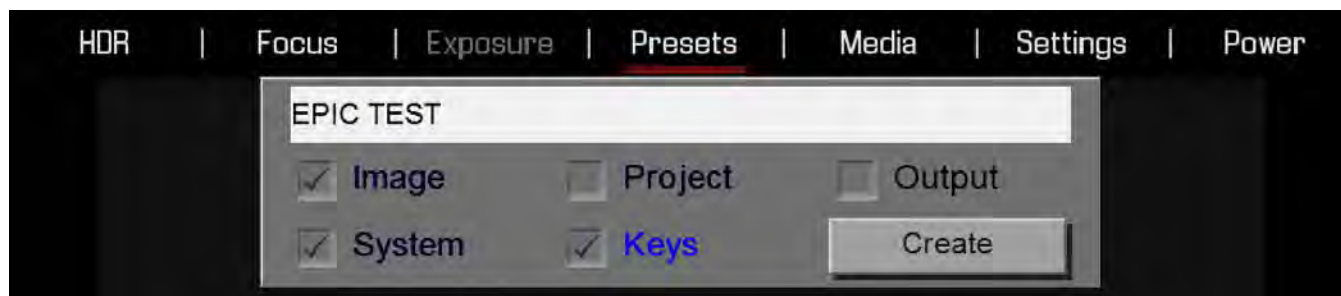 HDR | Focus | Exposure | Presets | Media | Settings | Power
EPIC TEST
Image Project Output
System Keys Create